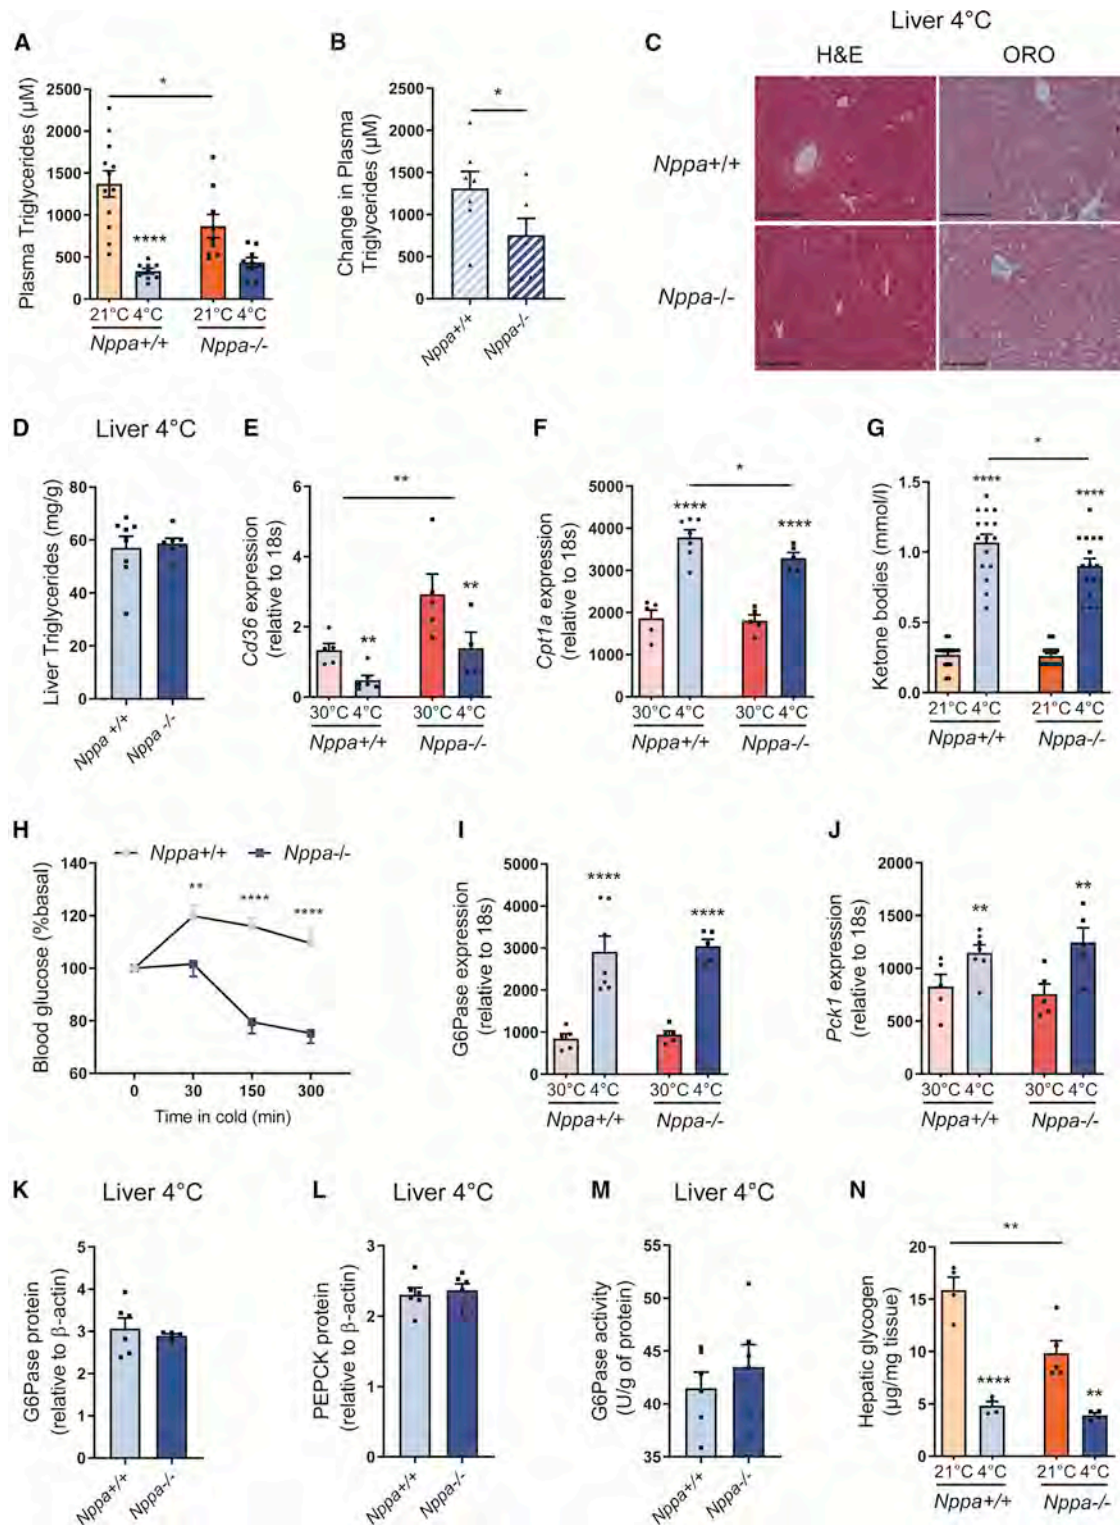 Liver 4°C
A
B
C
H&E
ORO
Plasma Triglycerides (µM)
2500
2000
1500
1000
500
0
*
****
21°C 4°C
21°C 4°C
Nppa+/+
Nppa-/-
Change in Plasma
Triglycerides (µM)
2500
2000
1500
1000
500
0
*
Nppa+/+
Nppa-/-
Nppa+/+
Nppa-/-
D
Liver 4°C
Liver Triglycerides (mg/g)
80
60
40
20
0
Nppa +/+
Nppa -/-
E
Cd36 expression
(relative to 18s)
6
4
2
0
**
**
**
30°C 4°C
30°C 4°C
Nppa+/+
Nppa-/-
F
Cpt1a expression
(relative to 18s)
5000
4000
3000
2000
1000
0
*
****
****
30°C 4°C
30°C 4°C
Nppa+/+
Nppa-/-
G
Ketone bodies (mmol/l)
1.5
1.0
0.5
0.0
*
****
****
21°C 4°C
21°C 4°C
Nppa+/+
Nppa-/-
H
Nppa+/+
Nppa-/-
Blood glucose (%basal)
140
120
100
80
60
**
****
****
0
30
150
300
Time in cold (min)
I
G6Pase expression
(relative to 18s)
5000
4000
3000
2000
1000
0
****
****
30°C 4°C
30°C 4°C
Nppa+/+
Nppa-/-
J
Pck1 expression
(relative to 18s)
2000
1500
1000
500
0
**
**
30°C 4°C
30°C 4°C
Nppa+/+
Nppa-/-
K
Liver 4°C
G6Pase protein
(relative to β-actin)
5
4
3
2
1
0
Nppa+/+
Nppa-/-
L
Liver 4°C
PEPCK protein
(relative to β-actin)
3
2
1
0
Nppa+/+
Nppa-/-
M
Liver 4°C
G6Pase activity
(U/g of protein)
55
50
45
40
35
Nppa+/+
Nppa-/-
N
Hepatic glycogen
(µg/mg tissue)
20
15
10
5
0
**
****
**
21°C 4°C
21°C 4°C
Nppa+/+
Nppa-/-